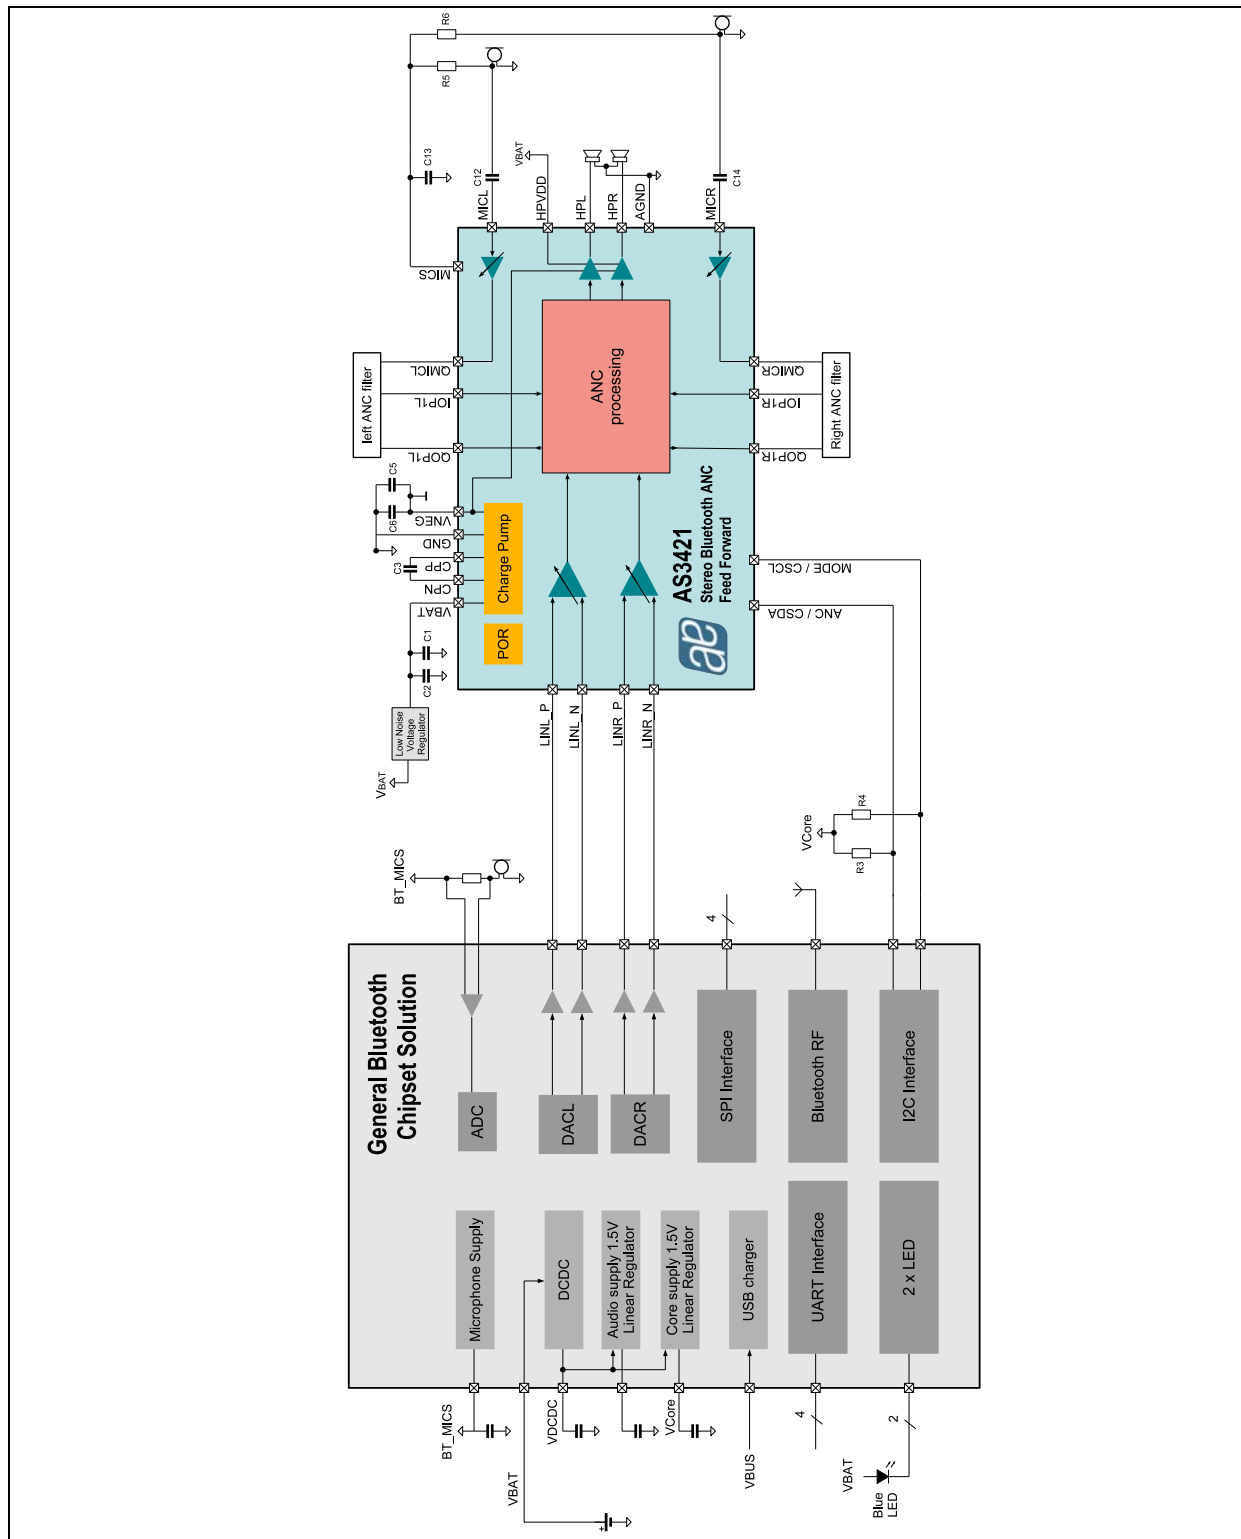 R6
R5
C13
C12
C14
VBAT
MICS
MICL
HPVDD
HPL
HPR
AGND
MICR
left ANC filter
QMICL
IOP1L
QOP1L
ANC
processing
QMICR
IOP1R
QOP1R
Right ANC filter
C5
C6
C3
VNEG
GND
CPP
CPN
VBAT
Charge Pump
POR
AS3421
Stereo Bluetooth ANC
Feed Forward
MODE / CSCL
ANC / CSDA
C1
C2
Low Noise
Voltage
Regulator
VBAT
LINL_P
LINL_N
LINR_P
LINR_N
VCore
R4
R3
BT_MICS
4
General Bluetooth
Chipset Solution
ADC
DACL
DACR
SPI Interface
Bluetooth RF
I2C Interface
Microphone Supply
DCDC
Audio supply 1.5V
Linear Regulator
Core supply 1.5V
Linear Regulator
USB charger
UART Interface
2 x LED
BT_MICS
VBAT
VDCDC
VCore
VBUS
4
2
VBAT
Blue
LED
+